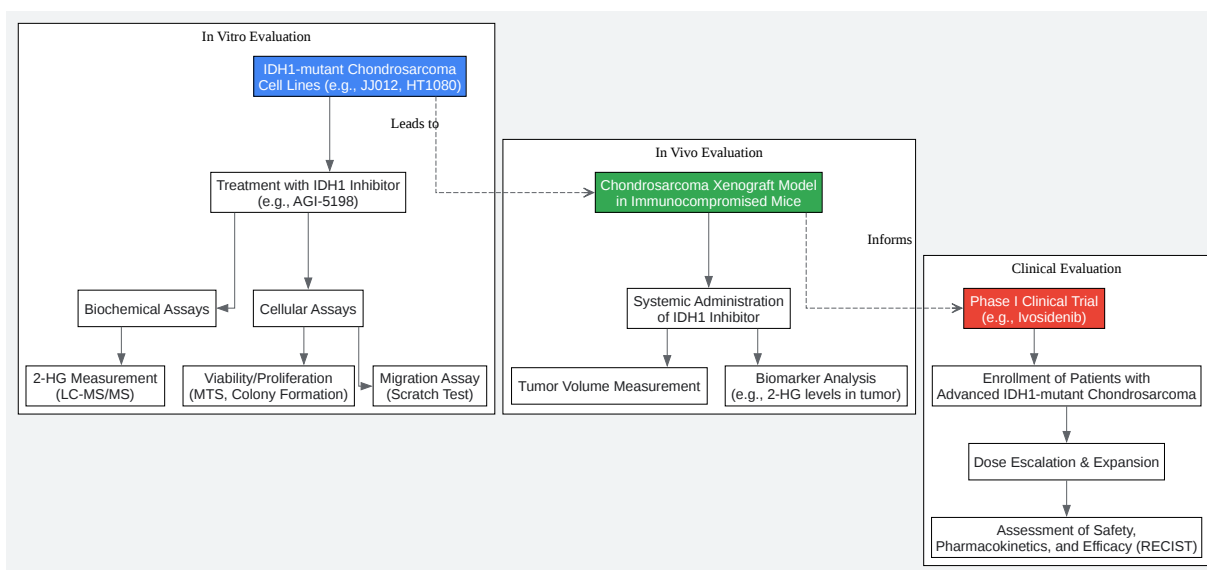 In Vitro Evaluation
IDH1-mutant Chondrosarcoma
Cell Lines (e.g., JJ012, HT1080)
Leads to
Treatment with IDH1 Inhibitor
(e.g., AGI-5198)
Biochemical Assays
Cellular Assays
2-HG Measurement
(LC-MS/MS)
Viability/Proliferation
(MTS, Colony Formation)
Migration Assay
(Scratch Test)
In Vivo Evaluation
Chondrosarcoma Xenograft Model
in Immunocompromised Mice
Informs
Systemic Administration
of IDH1 Inhibitor
Tumor Volume Measurement
Biomarker Analysis
(e.g., 2-HG levels in tumor)
Clinical Evaluation
Phase I Clinical Trial
(e.g., Ivosidenib)
Enrollment of Patients with
Advanced IDH1-mutant Chondrosarcoma
Dose Escalation & Expansion
Assessment of Safety,
Pharmacokinetics, and Efficacy (RECIST)